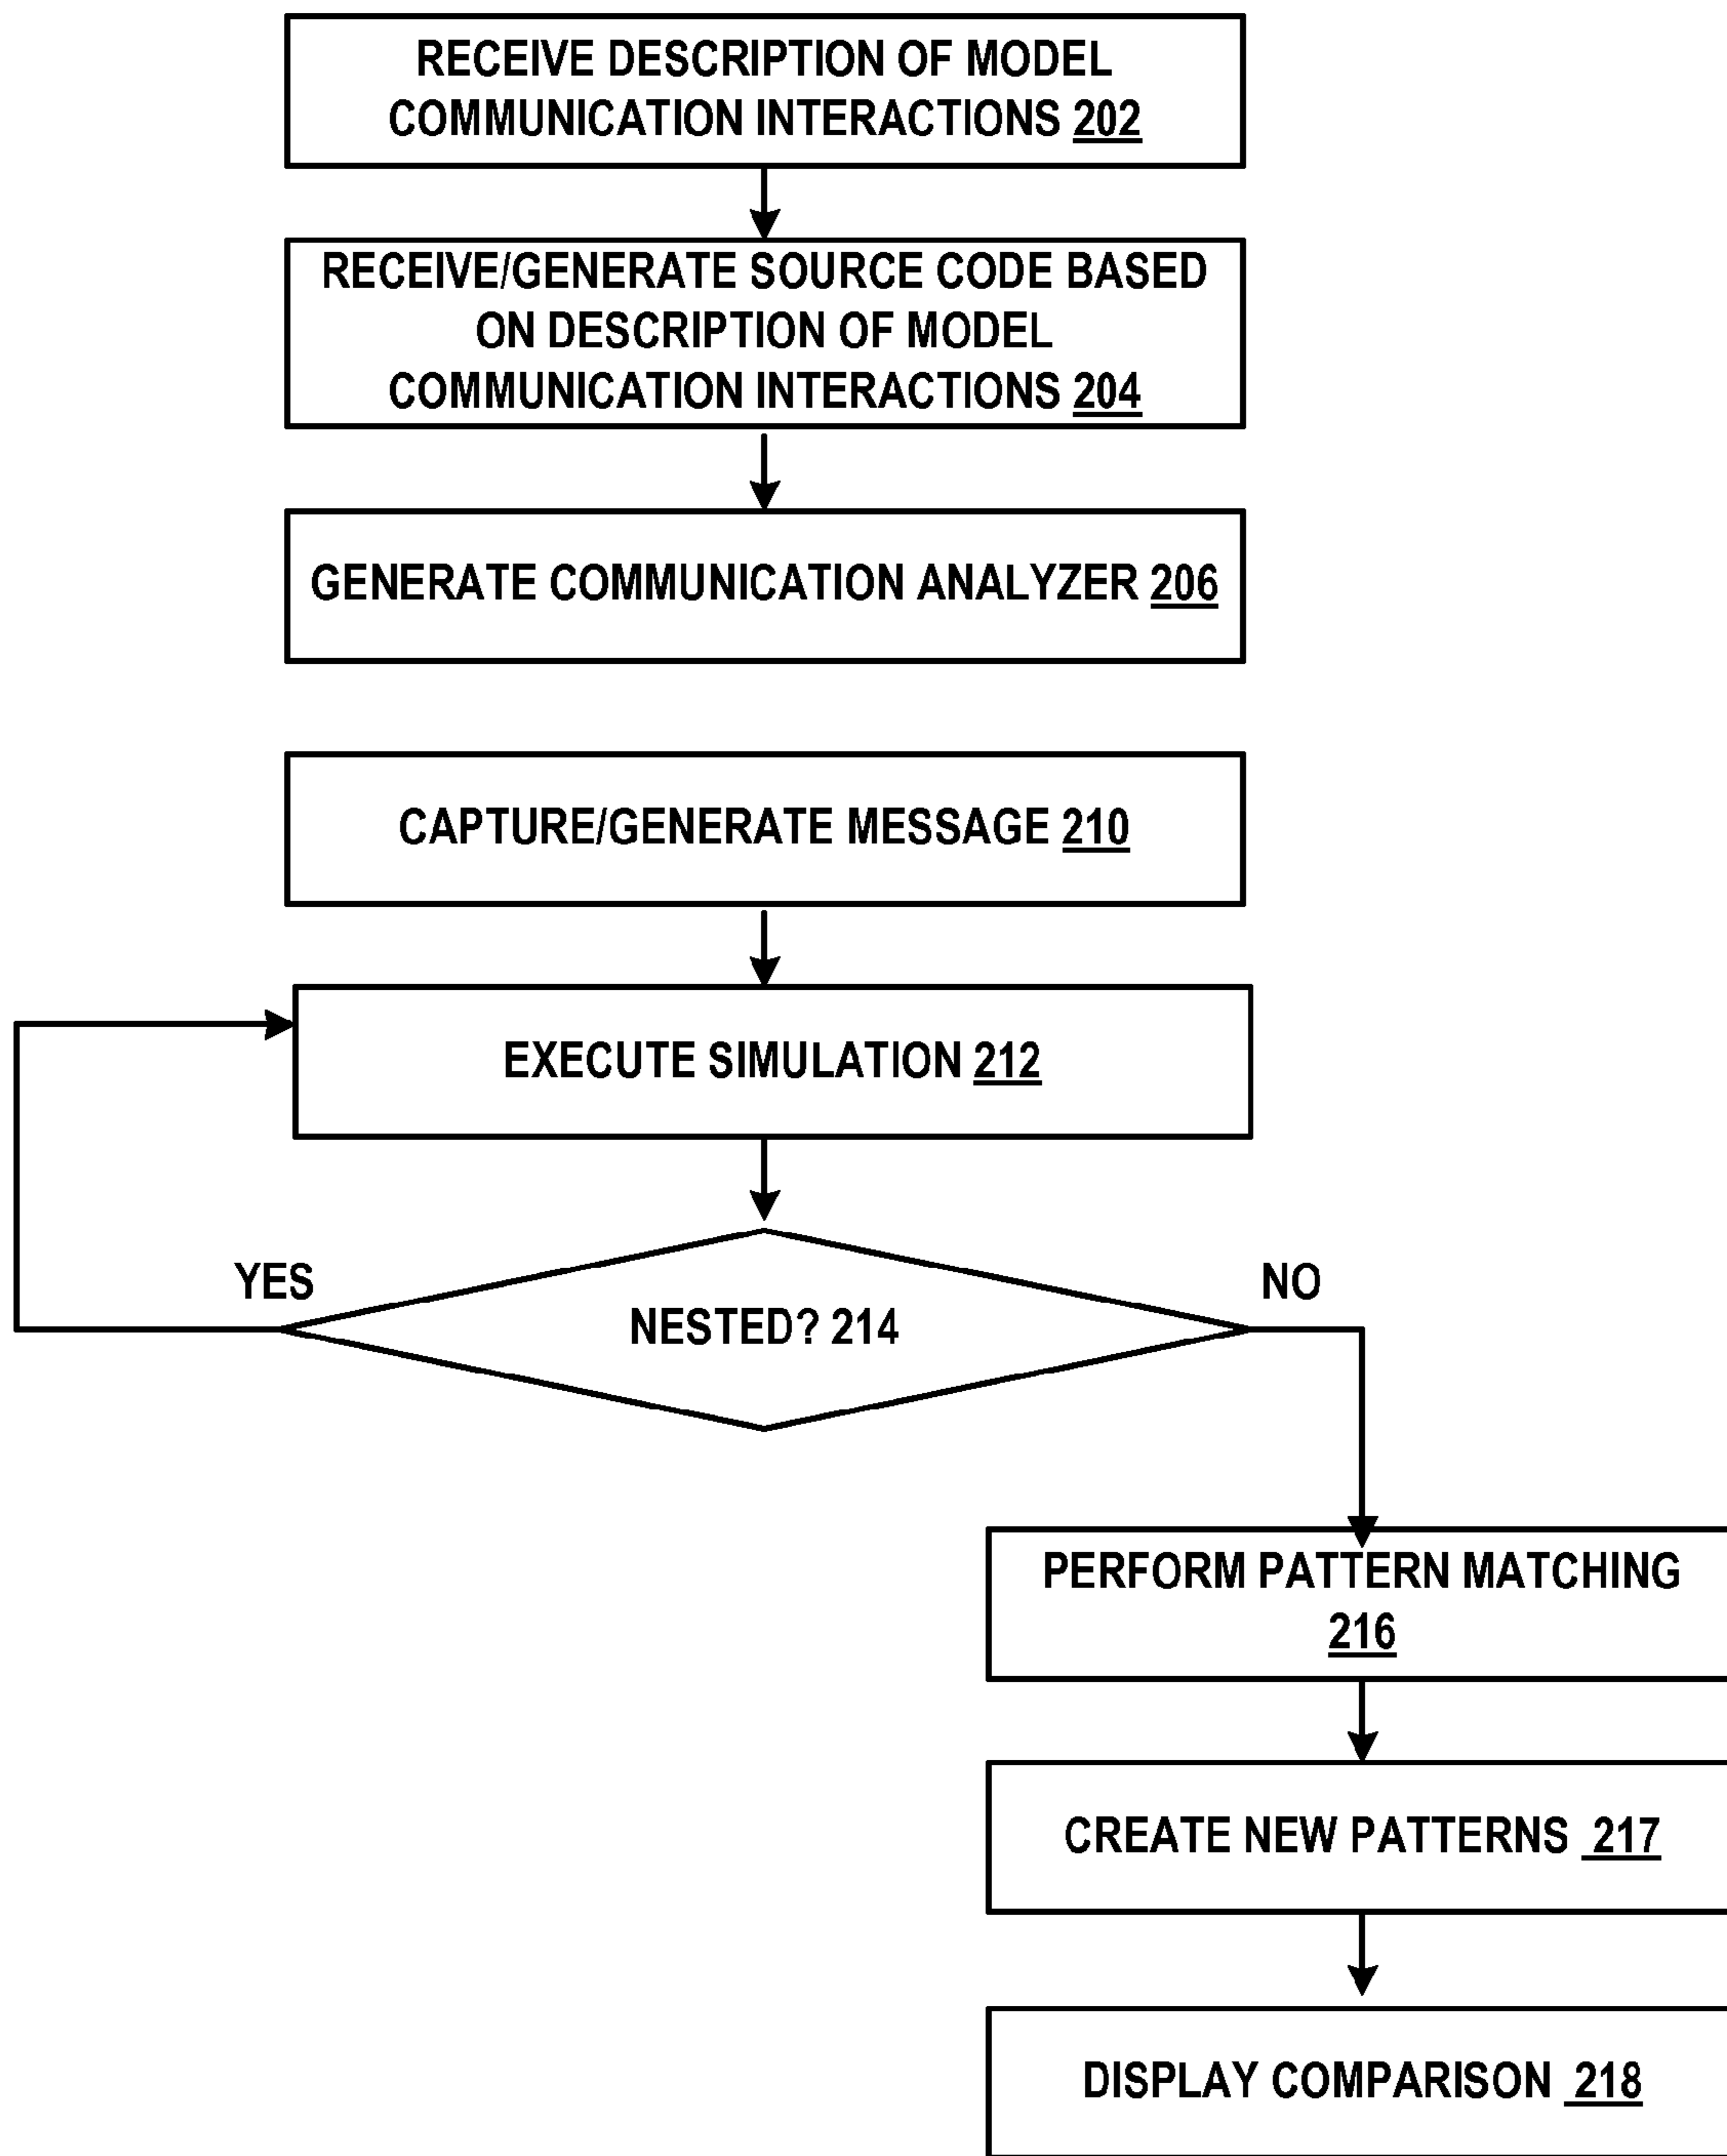 RECEIVE DESCRIPTION OF MODEL
COMMUNICATION INTERACTIONS 202
RECEIVE/GENERATE SOURCE CODE BASED
ON DESCRIPTION OF MODEL
COMMUNICATION INTERACTIONS 204
GENERATE COMMUNICATION ANALYZER 206
CAPTURE/GENERATE MESSAGE 210
EXECUTE SIMULATION 212
YES
NESTED? 214
NO
PERFORM PATTERN MATCHING
216
CREATE NEW PATTERNS 217
DISPLAY COMPARISON 218